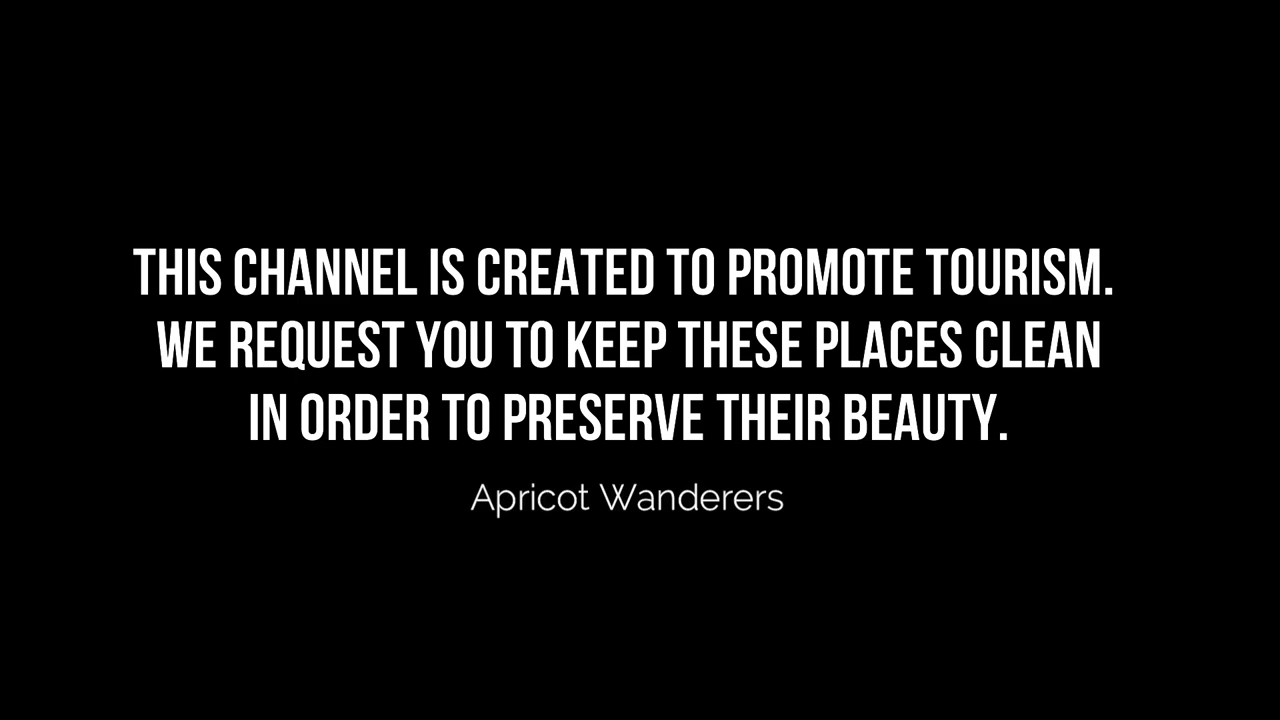 THIS CHANNEL IS CREATED TO PROMOTE TOURISM.
WE REQUEST YOU TO KEEP THESE PLACES CLEAN
IN ORDER TO PRESERVE THEIR BEAUTY.
Apricot Wanderers